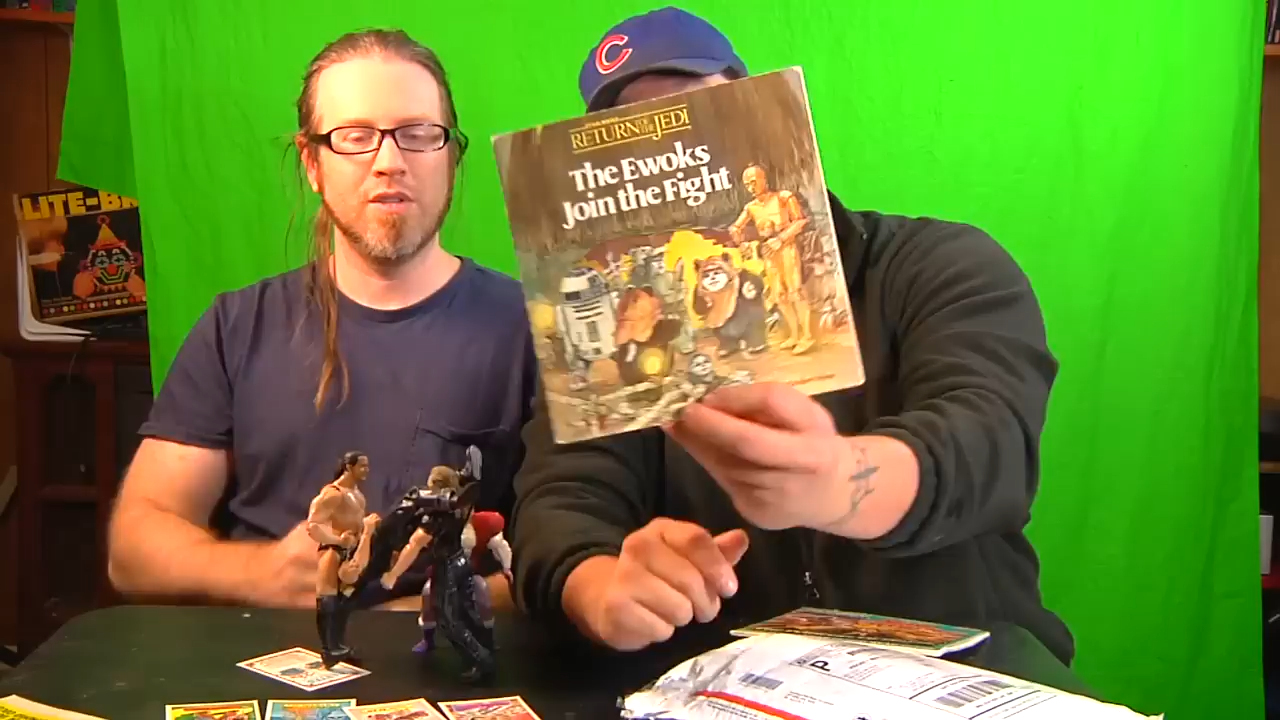 C
STAR WARS
RETURN OF THE JEDI
The Ewoks
Join the Fight
LITE-BR
P